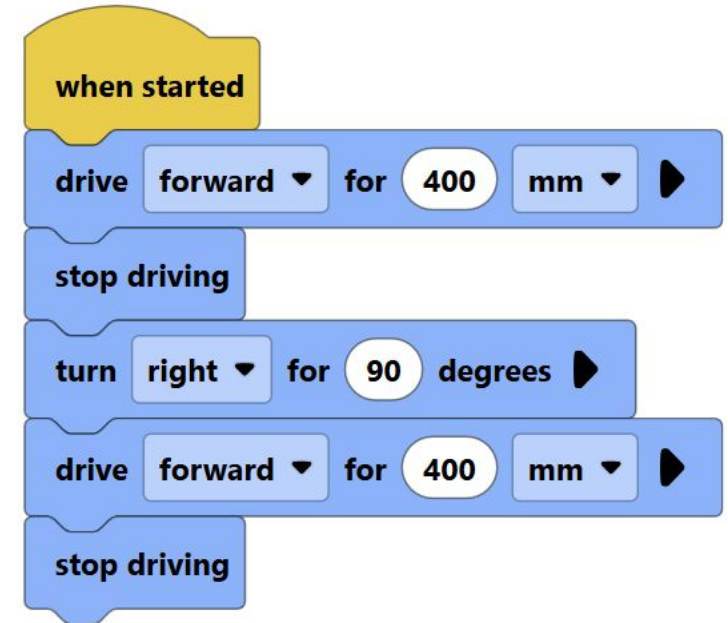 when started
drive forward for 400 mm
stop driving
turn right for 90 degrees
drive forward for 400 mm
stop driving